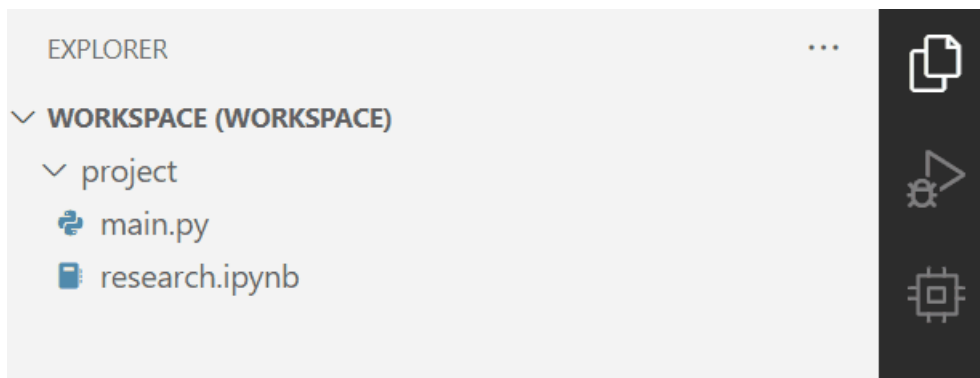 EXPLORER
WORKSPACE (WORKSPACE)
project
main.py
research.ipynb